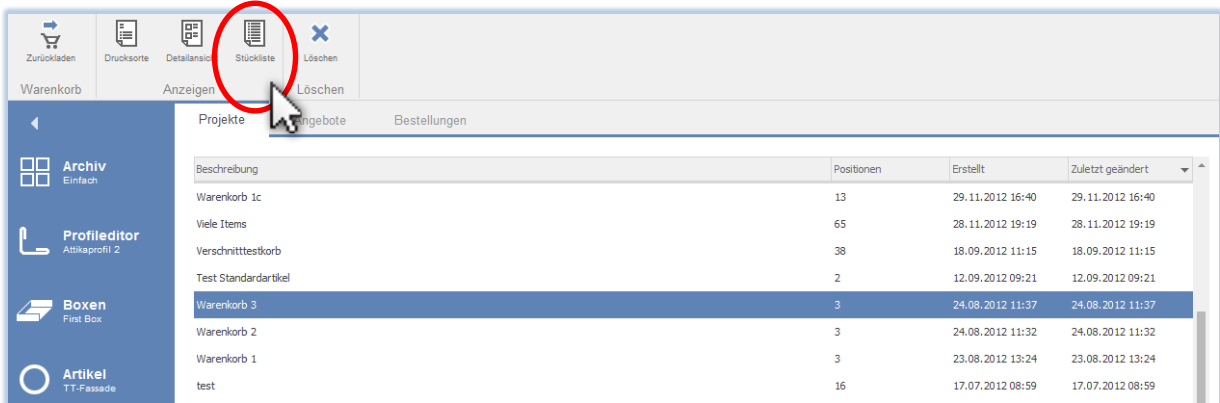 Zurückladen
Drucksorte
Detailansicht
Stückliste
Löschen
Warenkorb
Anzeigen
Löschen
Projekte
Angebote
Bestellungen
Archiv
Einfach
Profileditor
Attikaprofil 2
Boxen
First Box
Artikel
TT-Fassade
Beschreibung Positionen Erstellt Zuletzt geändert
Warenkorb 1c 13 29.11.2012 16:40 29.11.2012 16:40
Viele Items 65 28.11.2012 19:19 28.11.2012 19:19
Verschnitttestkorb 38 18.09.2012 11:15 18.09.2012 11:15
Test Standardartikel 2 12.09.2012 09:21 12.09.2012 09:21
Warenkorb 3 3 24.08.2012 11:37 24.08.2012 11:37
Warenkorb 2 3 24.08.2012 11:32 24.08.2012 11:32
Warenkorb 1 3 23.08.2012 13:24 23.08.2012 13:24
test 16 17.07.2012 08:59 17.07.2012 08:59